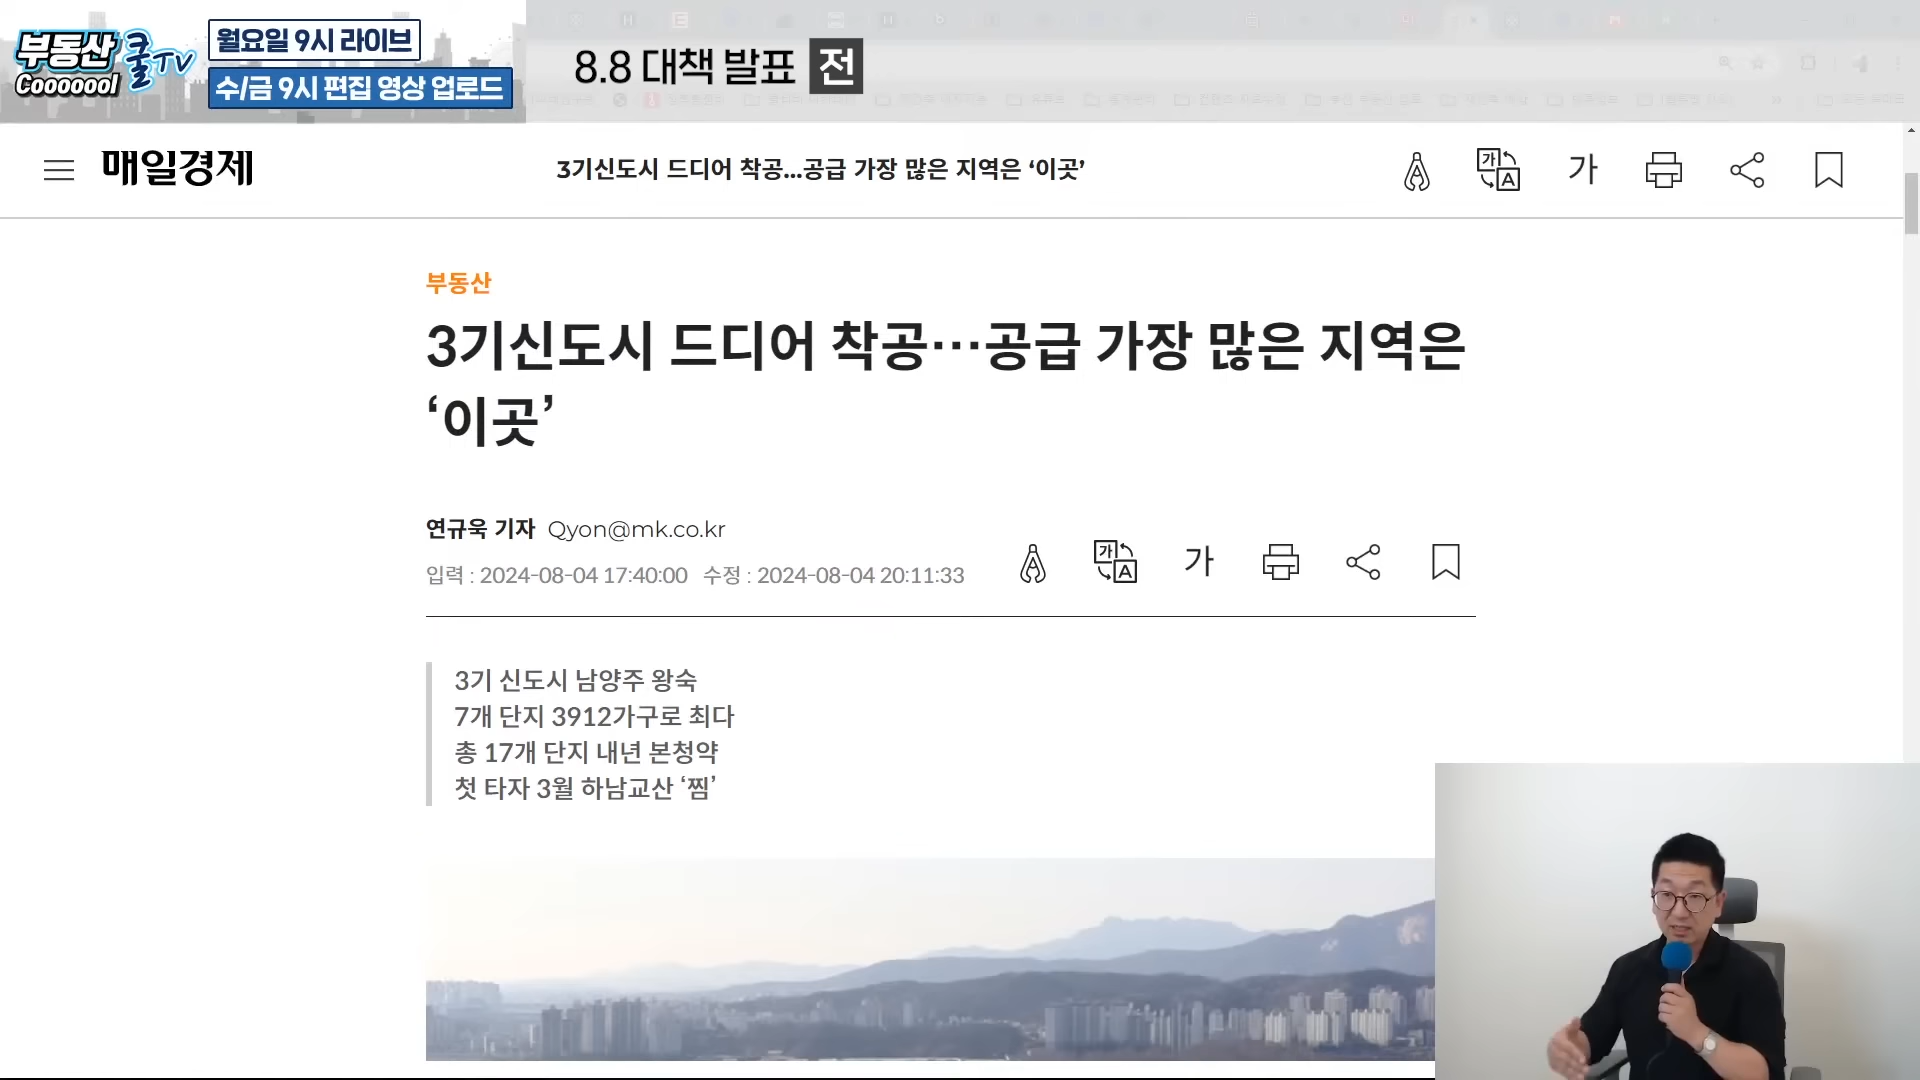 부동산
Cooooool
쿨TV
월요일 9시 라이브
수/금 9시 편집 영상 업로드
8.8 대책 발표 전
매일경제
3기신도시 드디어 착공...공급 가장 많은 지역은 ‘이곳’
가
부동산
3기신도시 드디어 착공…공급 가장 많은 지역은
‘이곳’
연규욱 기자 Qyon@mk.co.kr
입력 : 2024-08-04 17:40:00 수정 : 2024-08-04 20:11:33
가
3기 신도시 남양주 왕숙
7개 단지 3912가구로 최다
총 17개 단지 내년 본청약
첫 타자 3월 하남교산 ‘찜’